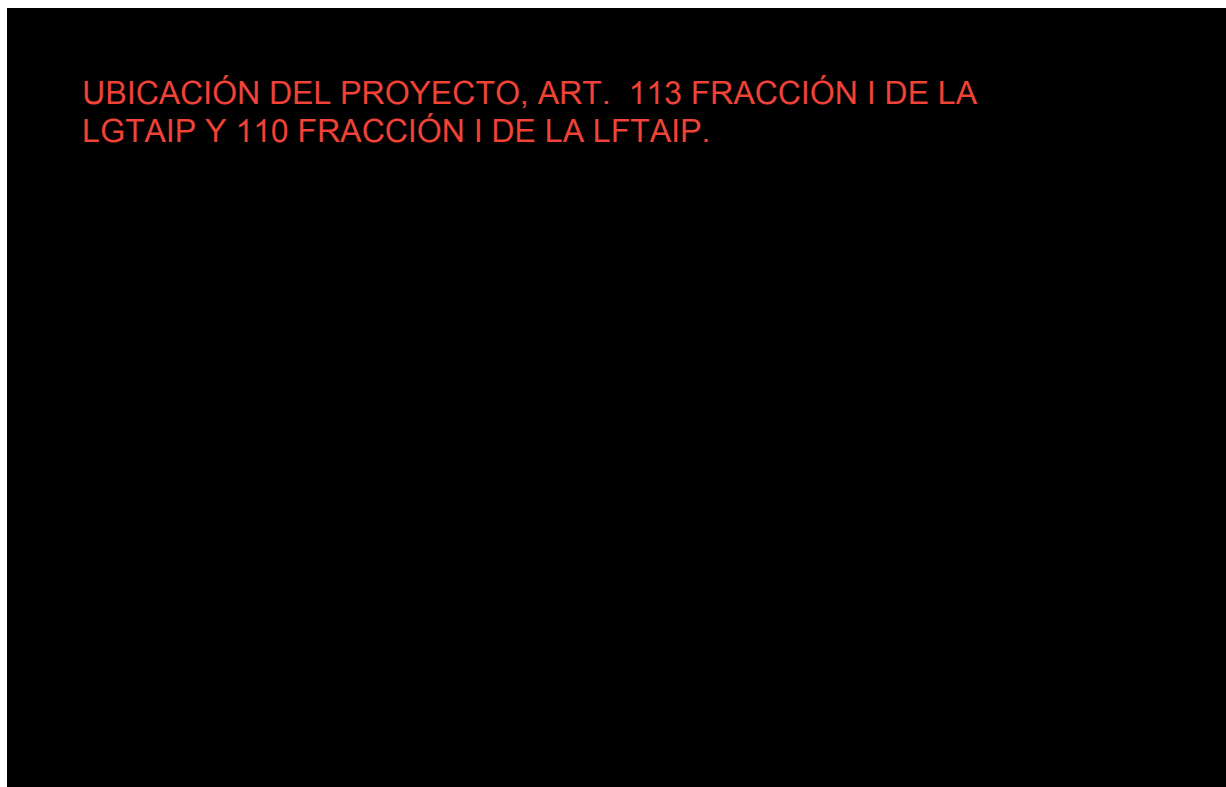 UBICACIÓN DEL PROYECTO, ART.  113 FRACCIÓN I DE LA
LGTAIP Y 110 FRACCIÓN I DE LA LFTAIP.